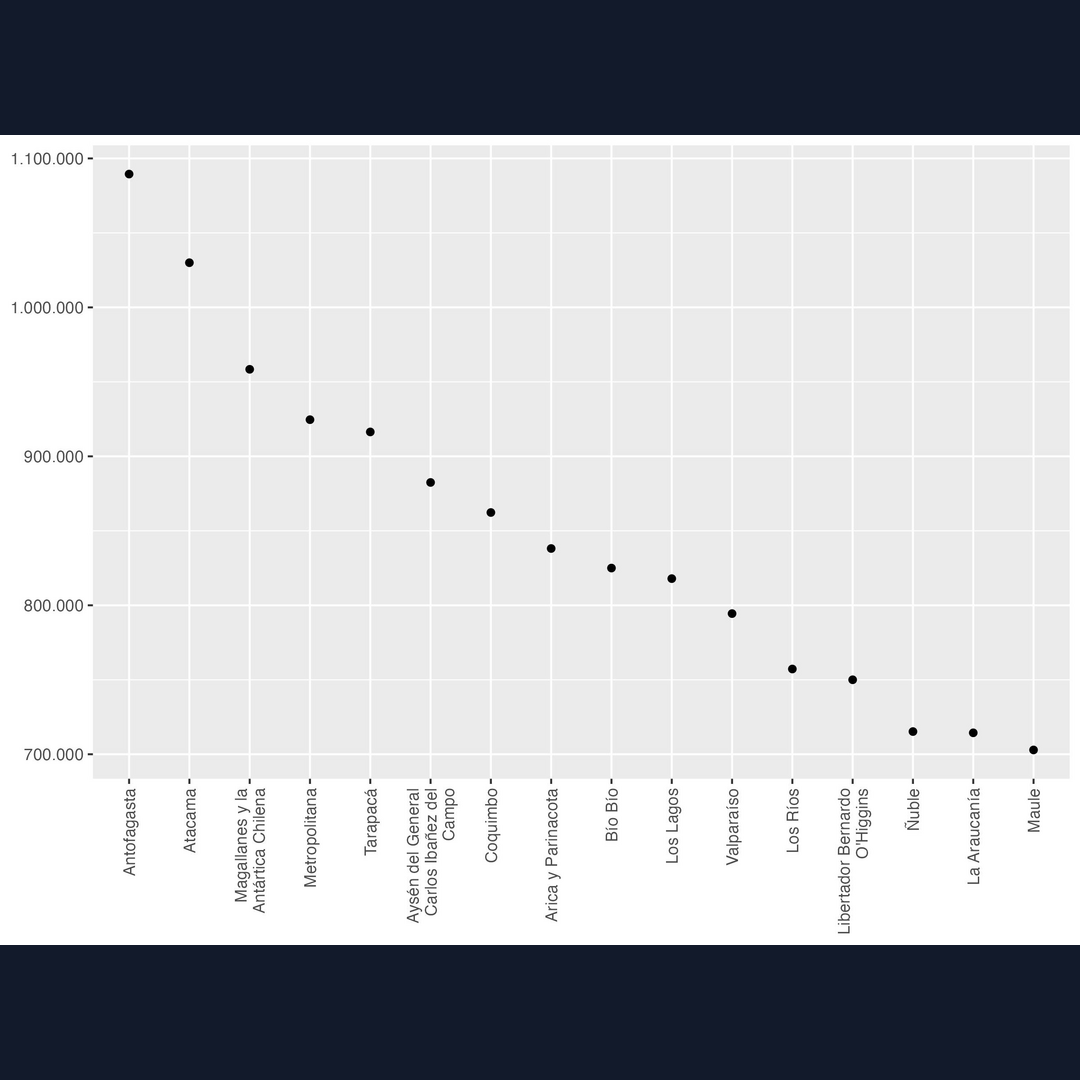 1.100.000
1.000.000
900.000
800.000
700.000
Antofagasta
Atacama
Magallanes y la
Antártica Chilena
Metropolitana
Tarapacá
Aysén del General
Carlos Ibañez del
Campo
Coquimbo
Arica y Parinacota
Bío Bío
Los Lagos
Valparaíso
Los Ríos
Libertador Bernardo
O'Higgins
Ñuble
La Araucanía
Maule